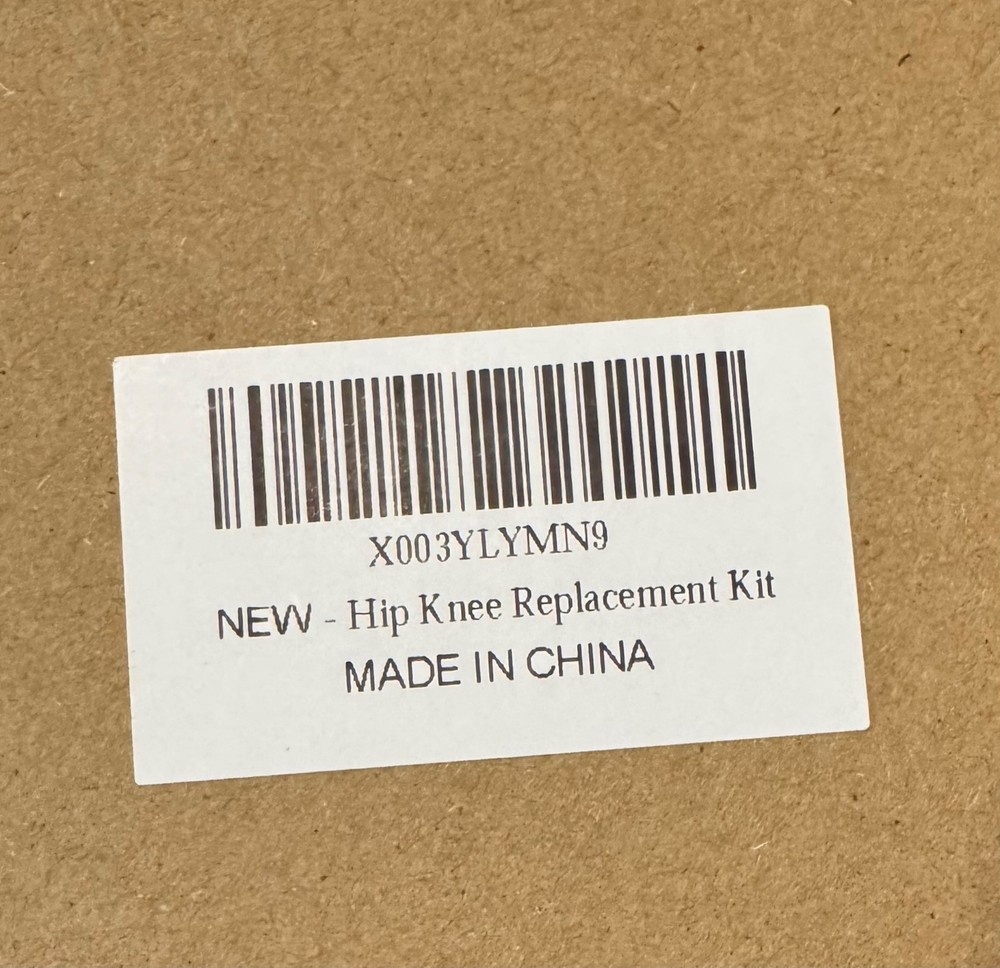 X003YLYMN9
NEW - Hip Knee Replacement Kit
MADE IN CHINA